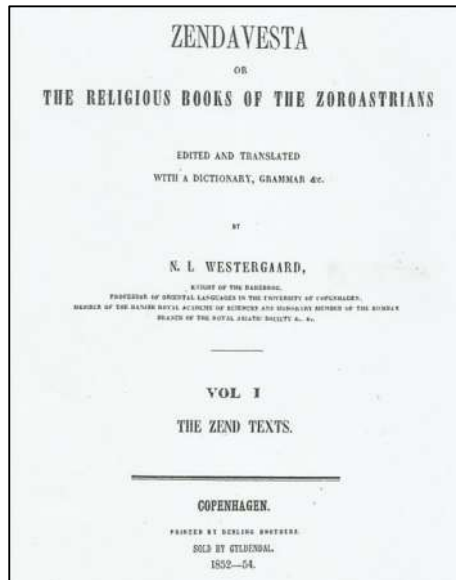 ZENDAVESTA
OR
THE RELIGIOUS BOOKS OF THE ZOROASTRIANS
EDITED AND TRANSLATED
WITH A DICTIONARY, GRAMMAR &c.
BY
N. L. WESTERGAARD,
KNIGHT OF THE DANEBROG,
PROFESSOR OF ORIENTAL LANGUAGES IN THE UNIVERSITY OF COPENHAGEN,
MEMBER OF THE DANISH ROYAL ACADEMY OF SCIENCES AND HONORARY MEMBER OF THE BOMBAY
BRANCH OF THE ROYAL ASIATIC SOCIETY &c. &c.
VOL I
THE ZEND TEXTS.
COPENHAGEN.
PRINTED BY BERLING BROTHERS.
SOLD BY GYLDENDAL.
1852—54.